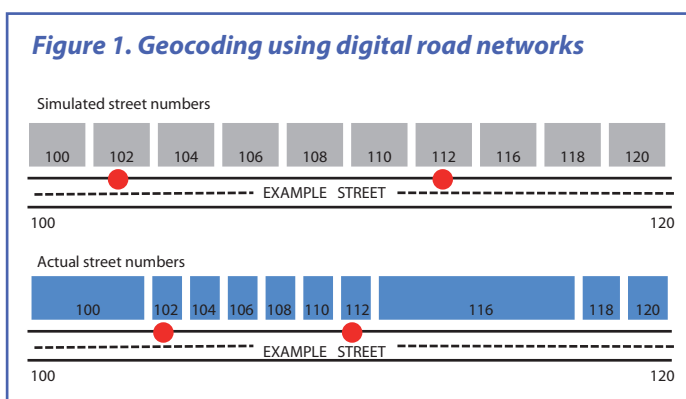 Figure 1. Geocoding using digital road networks
Simulated street numbers
100 102 104 106 108 110 112 116 118 120
EXAMPLE STREET
100 120
Actual street numbers
100 102 104 106 108 110 112 116 118 120
EXAMPLE STREET
100 120